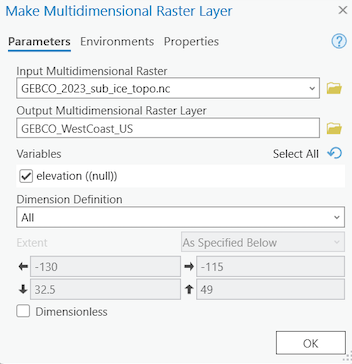 Make Multidimensional Raster Layer
Parameters Environments Properties
Input Multidimensional Raster
GEBCO_2023_sub_ice_topo.nc
Output Multidimensional Raster Layer
GEBCO_WestCoast_US
Variables Select All
elevation ((null))
Dimension Definition
All
Extent As Specified Below
-130 -115
32.5 49
Dimensionless
OK